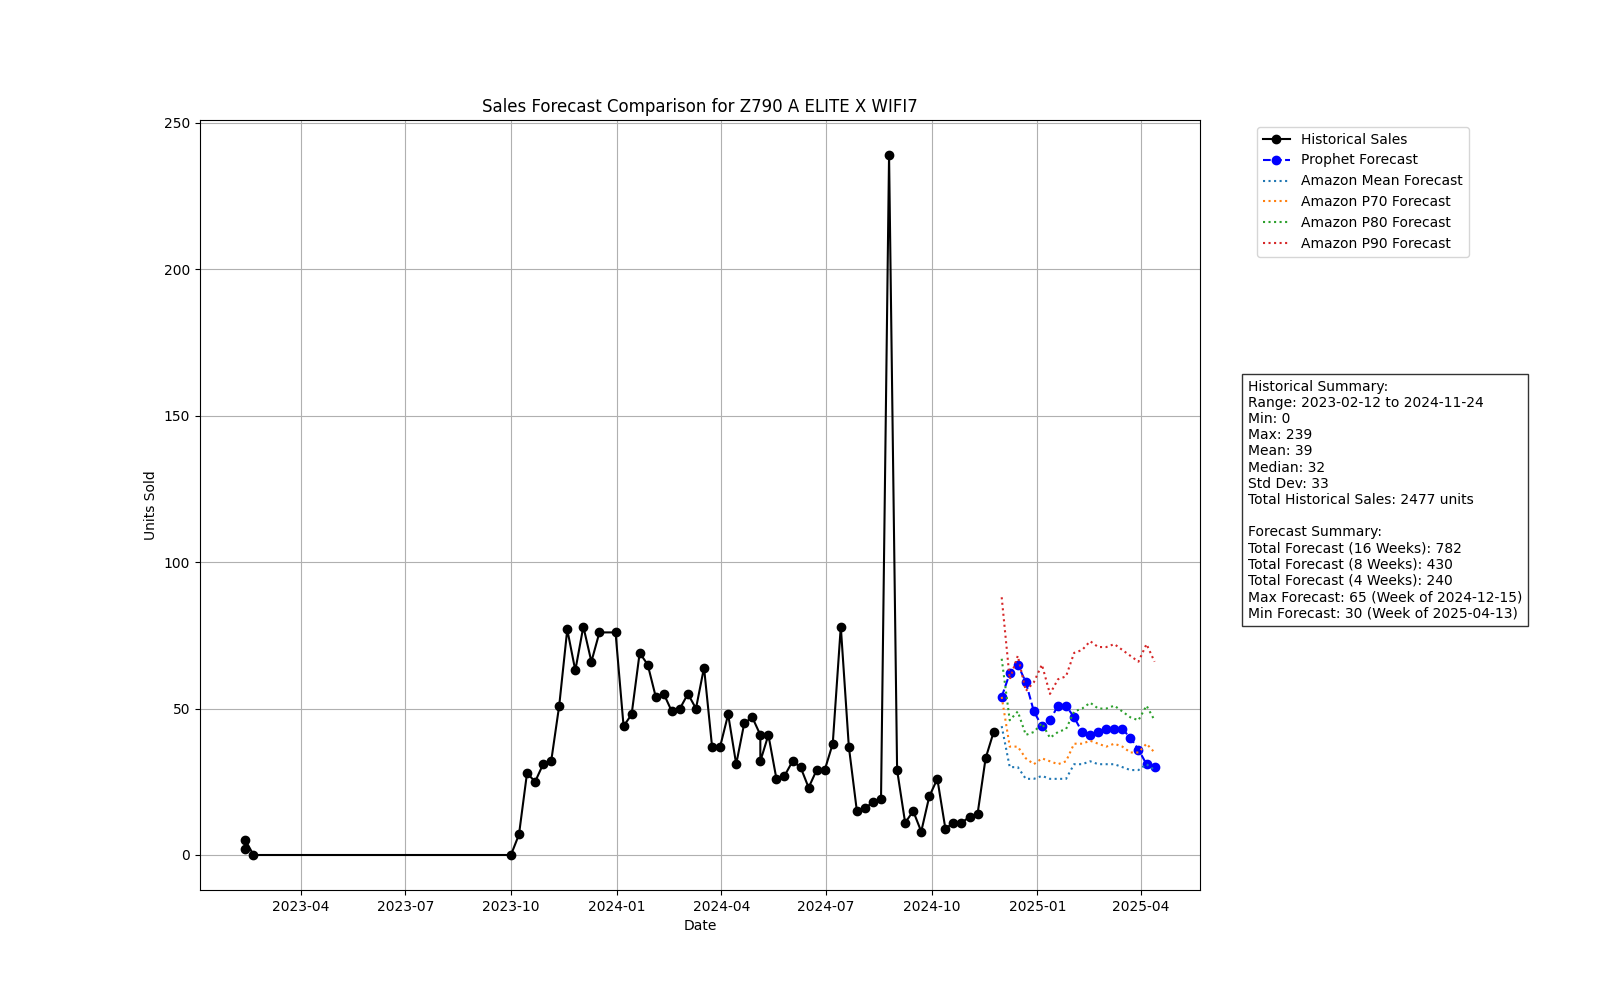 Sales Forecast Comparison for Z790 A ELITE X WIFI7
250
200
150
100
50
0
Units Sold
2023-04
2023-07
2023-10
2024-01
2024-04
2024-07
2024-10
2025-01
2025-04
Date
Historical Sales
Prophet Forecast
Amazon Mean Forecast
Amazon P70 Forecast
Amazon P80 Forecast
Amazon P90 Forecast
Historical Summary:
Range: 2023-02-12 to 2024-11-24
Min: 0
Max: 239
Mean: 39
Median: 32
Std Dev: 33
Total Historical Sales: 2477 units
Forecast Summary:
Total Forecast (16 Weeks): 782
Total Forecast (8 Weeks): 430
Total Forecast (4 Weeks): 240
Max Forecast: 65 (Week of 2024-12-15)
Min Forecast: 30 (Week of 2025-04-13)